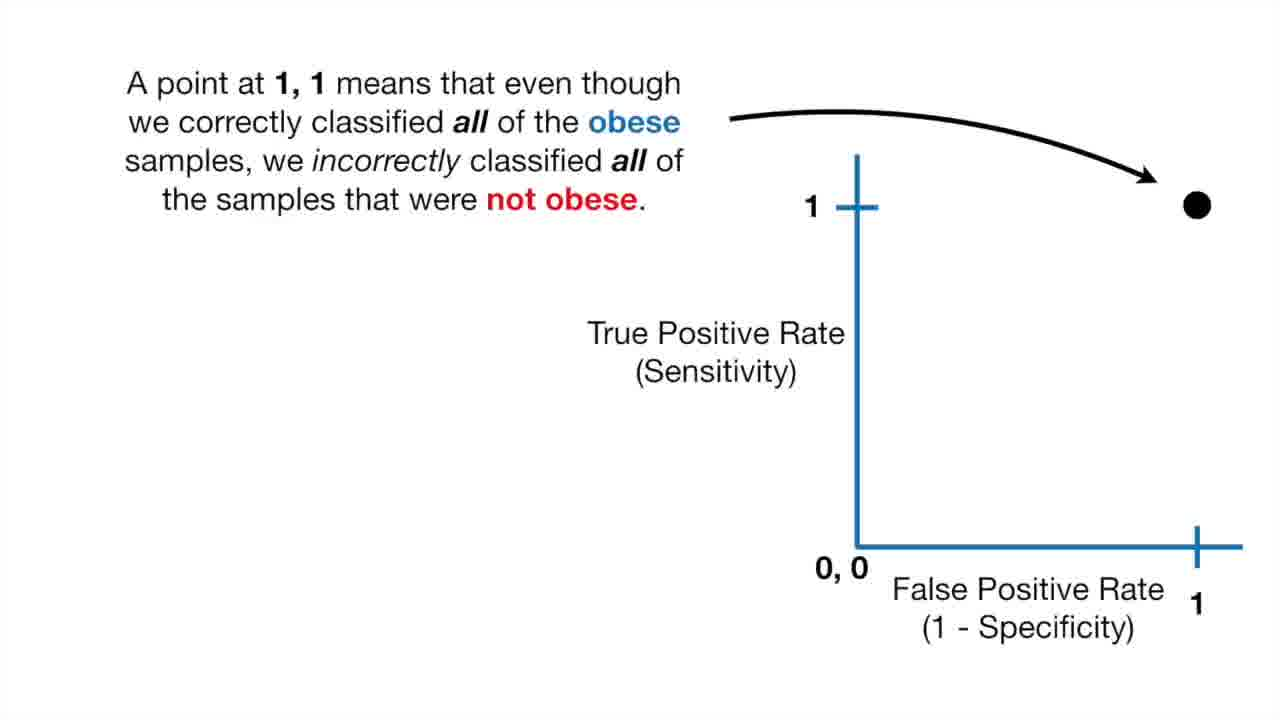 A point at 1, 1 means that even though
we correctly classified all of the obese
samples, we incorrectly classified all of
the samples that were not obese.
1
True Positive Rate
(Sensitivity)
0, 0
False Positive Rate
(1 - Specificity)
1